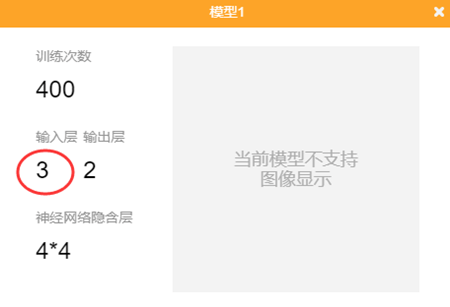 模型1
×
训练次数
400
输入层 输出层
3 2
神经网络隐含层
4*4
当前模型不支持
图像显示